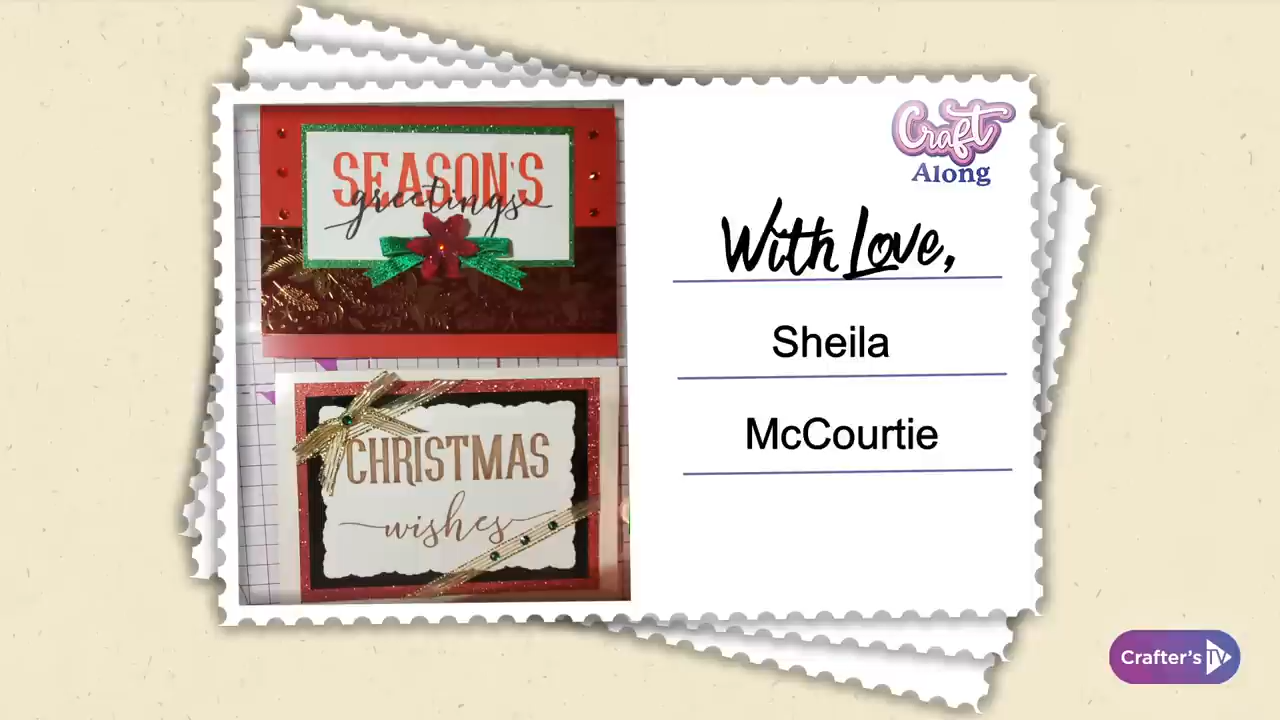 SEASON'S
greetings
CHRISTMAS
wishes
Craft
Along
With Love,
Sheila
McCourtie
Crafter's TV